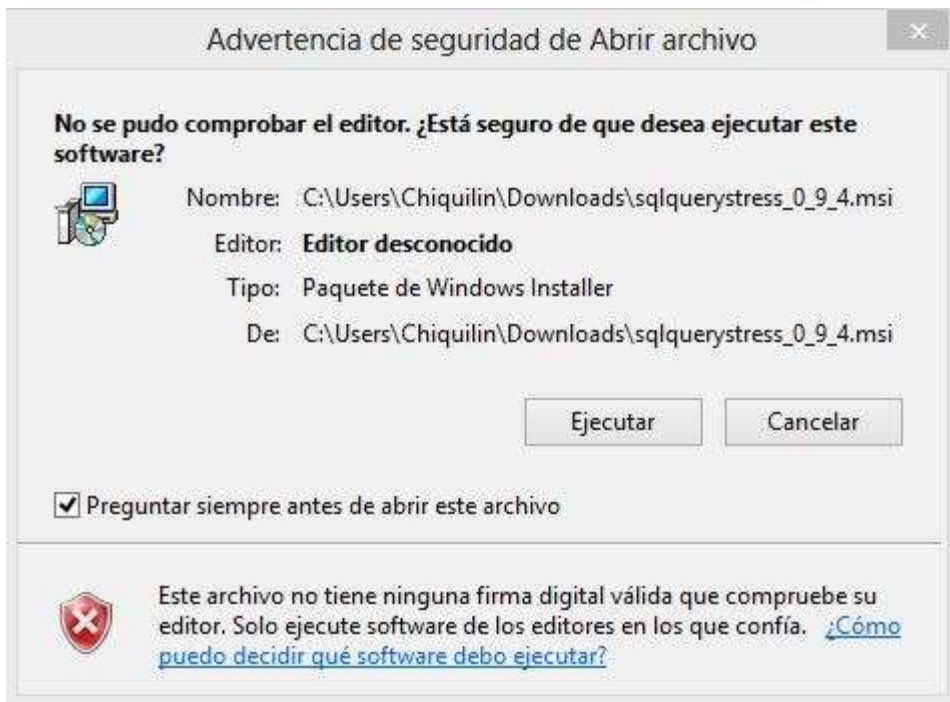 Advertencia de seguridad de Abrir archivo
No se pudo comprobar el editor. ¿Está seguro de que desea ejecutar este
software?
Nombre: C:\Users\Chiquilin\Downloads\sqlquerystress_0_9_4.msi
Editor: Editor desconocido
Tipo: Paquete de Windows Installer
De: C:\Users\Chiquilin\Downloads\sqlquerystress_0_9_4.msi
Ejecutar Cancelar
Preguntar siempre antes de abrir este archivo
Este archivo no tiene ninguna firma digital válida que compruebe su
editor. Solo ejecute software de los editores en los que confía. ¿Cómo
puedo decidir qué software debo ejecutar?